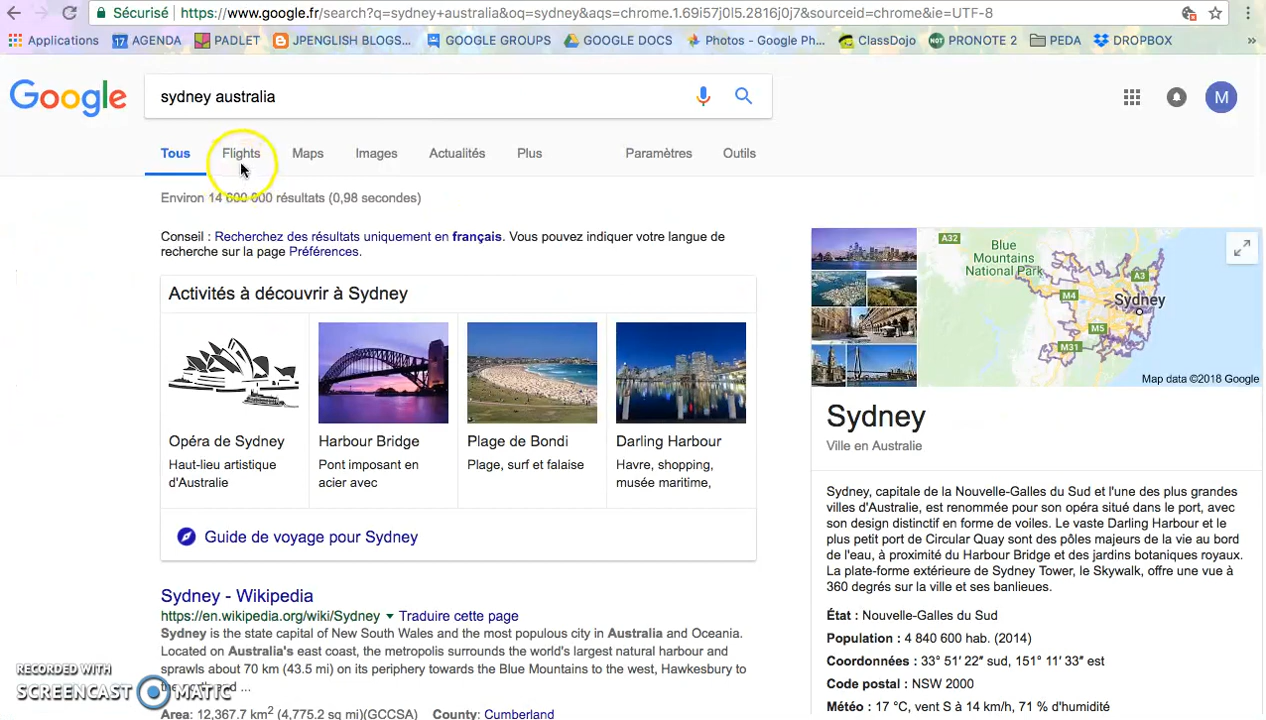 Sécurisé https://www.google.fr/search?q=sydney+australia&oq=sydney&aqs=chrome.1.69i57j0l5.2816j0j7&sourceid=chrome&ie=UTF-8
Applications 17 AGENDA PADLET JPENGLISH BLOGS... GOOGLE GROUPS GOOGLE DOCS Photos - Google Ph... ClassDojo NOT PRONOTE 2 PEDA DROPBOX »
Google sydney australia M
Tous Flights Maps Images Actualités Plus Paramètres Outils
Environ 14 600 000 résultats (0,98 secondes)
Conseil : Recherchez des résultats uniquement en français. Vous pouvez indiquer votre langue de
recherche sur la page Préférences.
Activités à découvrir à Sydney
Opéra de Sydney
Haut-lieu artistique
d'Australie
Harbour Bridge
Pont imposant en
acier avec
Plage de Bondi
Plage, surf et falaise
Darling Harbour
Havre, shopping,
musée maritime,
Guide de voyage pour Sydney
Sydney - Wikipedia
https://en.wikipedia.org/wiki/Sydney Traduire cette page
Sydney is the state capital of New South Wales and the most populous city in Australia and Oceania.
Located on Australia's east coast, the metropolis surrounds the world's largest natural harbour and
sprawls about 70 km (43.5 mi) on its periphery towards the Blue Mountains to the west, Hawkesbury to
the north and ...
Area: 12,367.7 km2 (4,775.2 sq mi)(GCCSA) County: Cumberland
A32
Blue
Mountains
National Park
A3
M4
Sydney
M5
M31
Map data ©2018 Google
Sydney
Ville en Australie
Sydney, capitale de la Nouvelle-Galles du Sud et l'une des plus grandes
villes d'Australie, est renommée pour son opéra situé dans le port, avec
son design distinctif en forme de voiles. Le vaste Darling Harbour et le
plus petit port de Circular Quay sont des pôles majeurs de la vie au bord
de l'eau, à proximité du Harbour Bridge et des jardins botaniques royaux.
La plate-forme extérieure de Sydney Tower, le Skywalk, offre une vue à
360 degrés sur la ville et ses banlieues.
État : Nouvelle-Galles du Sud
Population : 4 840 600 hab. (2014)
Coordonnées : 33° 51′ 22″ sud, 151° 11′ 33″ est
Code postal : NSW 2000
Météo : 17 °C, vent S à 14 km/h, 71 % d'humidité
RECORDED WITH
SCREENCAST MATIC